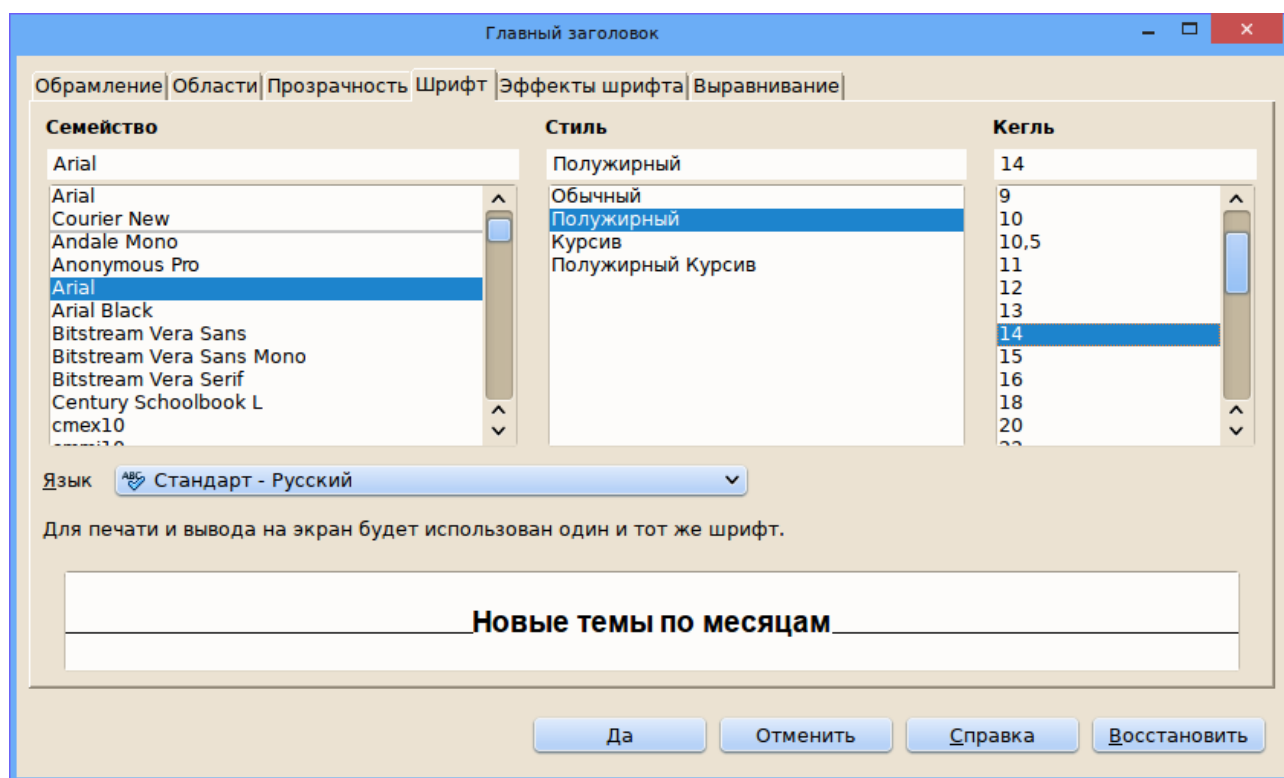 Главный заголовок
Обрамление Области Прозрачность Шрифт Эффекты шрифта Выравнивание
Семейство Стиль Кегль
Arial Полужирный 14
Arial Обычный 9
Courier New Полужирный 10
Andale Mono Курсив 10,5
Anonymous Pro Полужирный Курсив 11
Arial 12
Arial Black 13
Bitstream Vera Sans 14
Bitstream Vera Sans Mono 15
Bitstream Vera Serif 16
Century Schoolbook L 18
cmex10 20
Язык ABC Стандарт - Русский
Для печати и вывода на экран будет использован один и тот же шрифт.
Новые темы по месяцам
Да Отменить Справка Восстановить